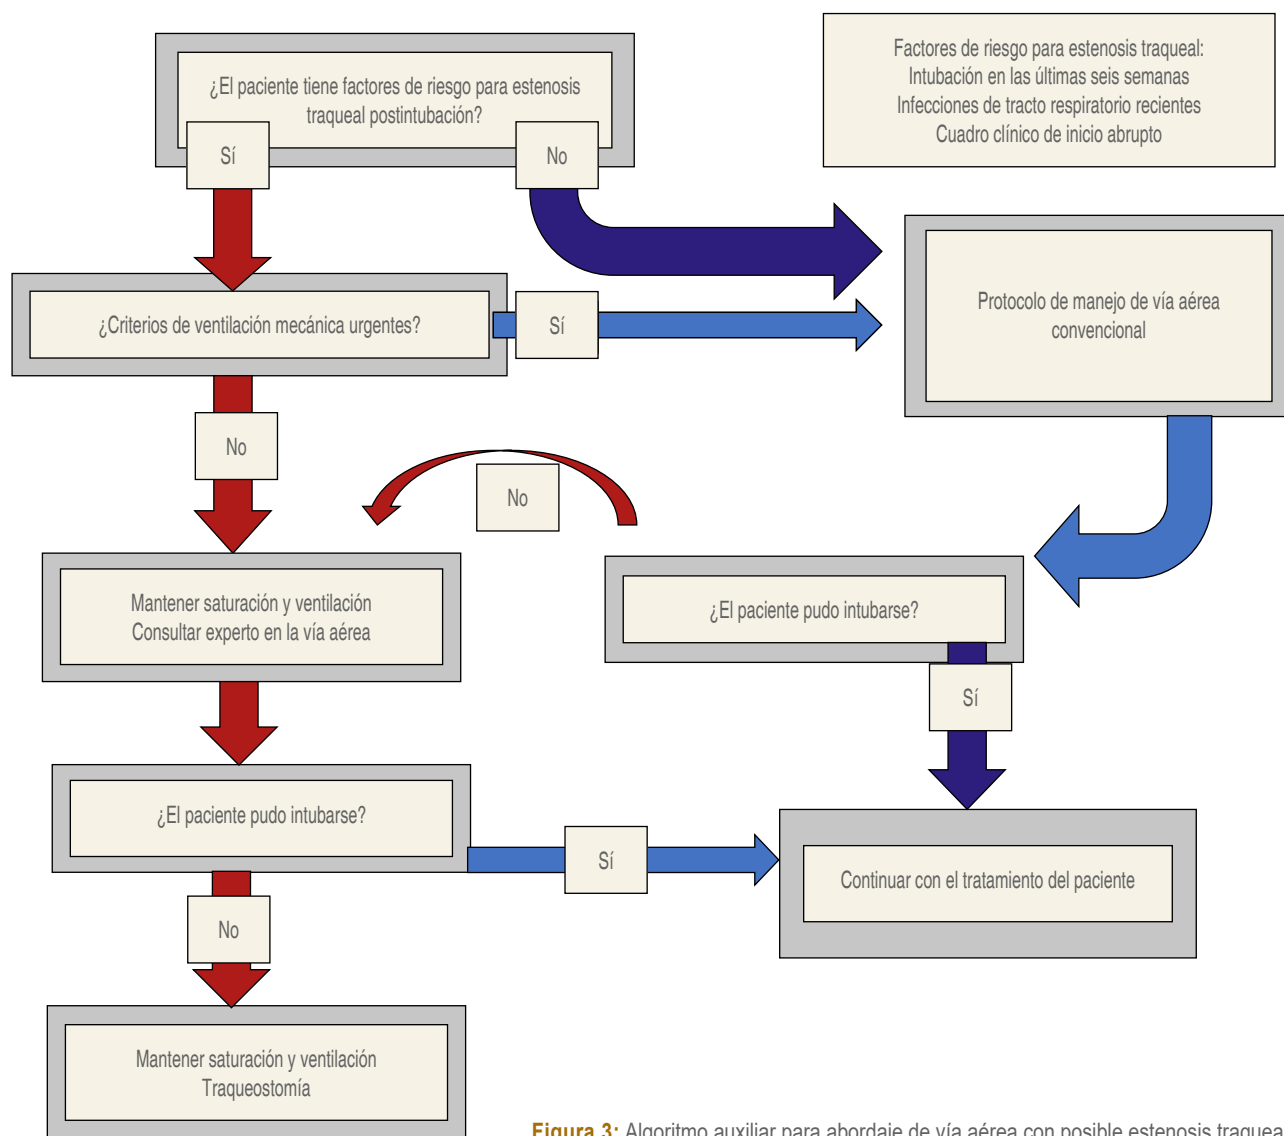 ¿El paciente tiene factores de riesgo para estenosis
traqueal postintubación?
Sí
No
Factores de riesgo para estenosis traqueal:
Intubación en las últimas seis semanas
Infecciones de tracto respiratorio recientes
Cuadro clínico de inicio abrupto
¿Criterios de ventilación mecánica urgentes?
Sí
Protocolo de manejo de vía aérea
convencional
No
No
Mantener saturación y ventilación
Consultar experto en la vía aérea
¿El paciente pudo intubarse?
Sí
¿El paciente pudo intubarse?
Sí
Continuar con el tratamiento del paciente
No
Mantener saturación y ventilación
Traqueostomía
Figura 3: Algoritmo auxiliar para abordaje de vía aérea con posible estenosis traquea